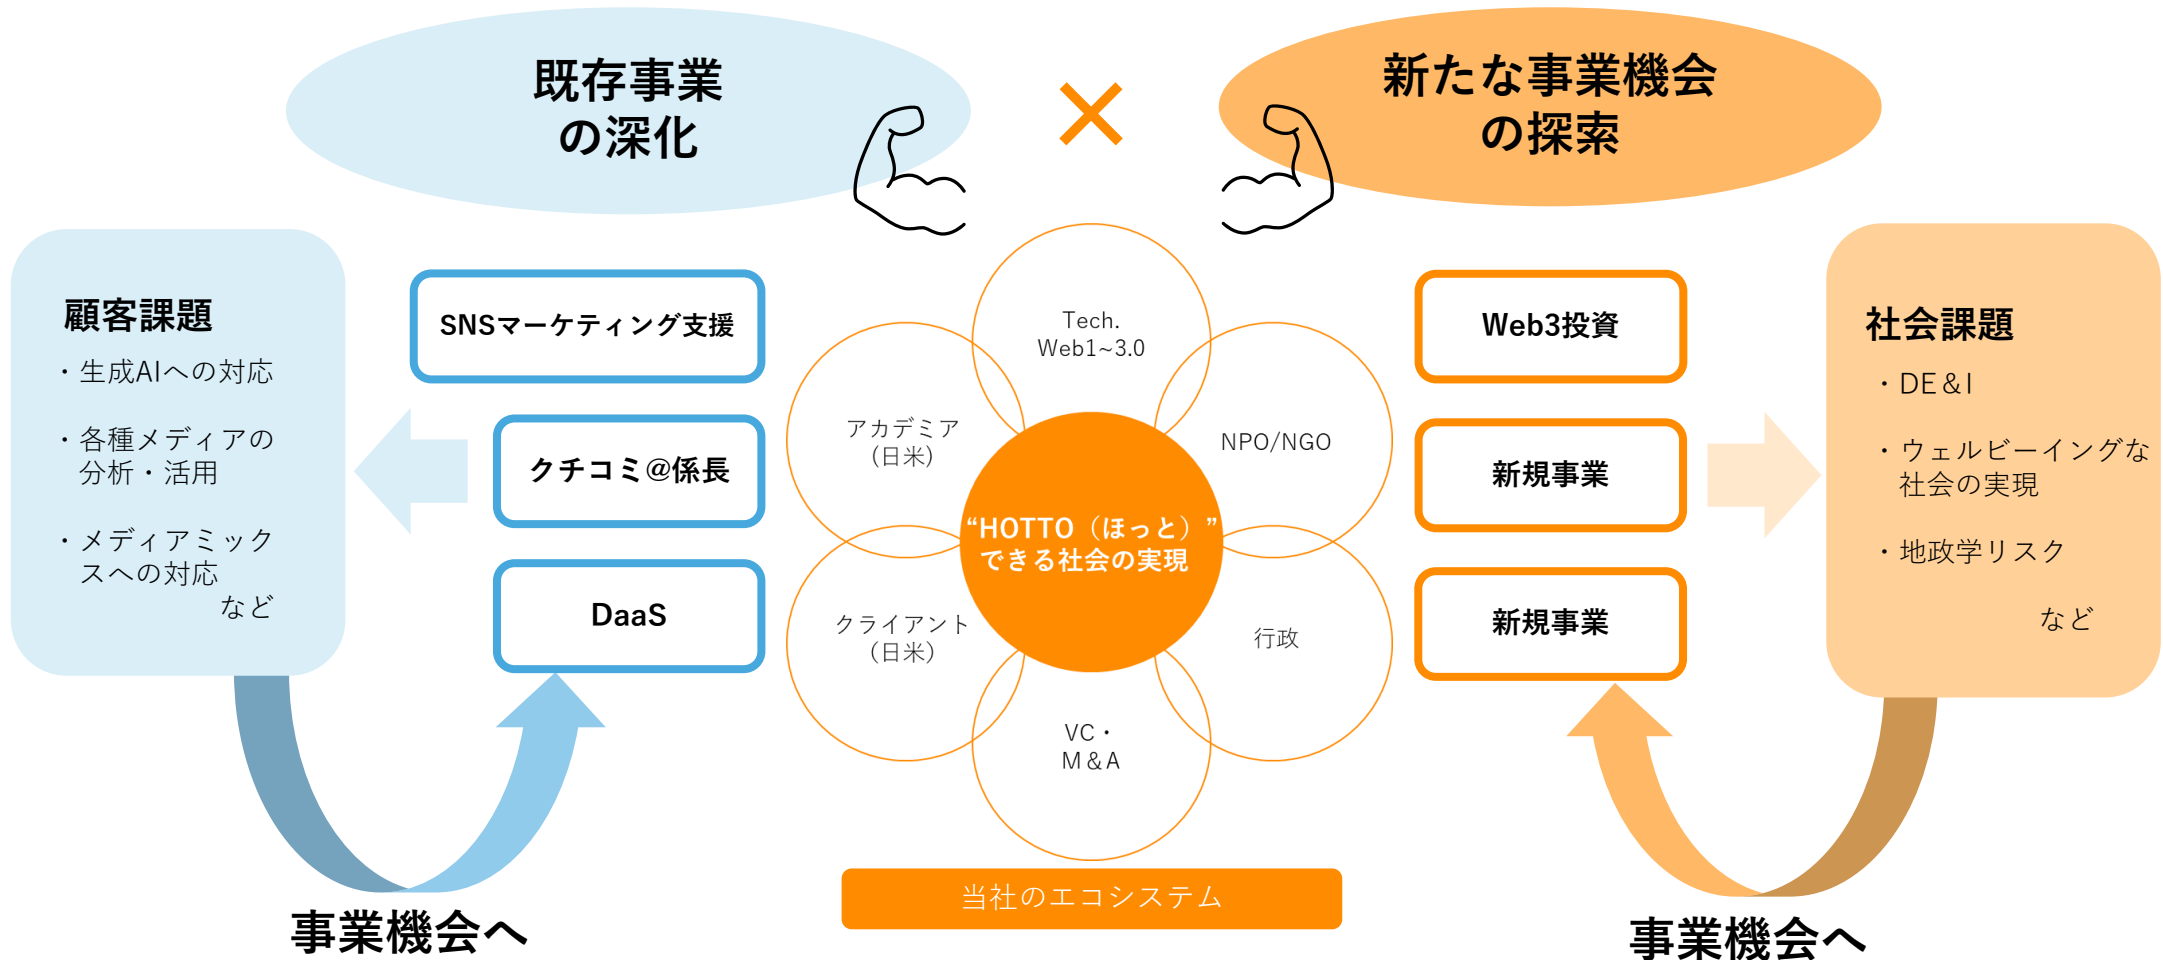 既存事業
の深化
×
新たな事業機会
の探索
顧客課題
・生成AIへの対応
・各種メディアの
分析・活用
・メディアミック
スへの対応
など
SNSマーケティング支援
クチコミ@係長
DaaS
事業機会へ
Tech.
Web1~3.0
アカデミア
（日米）
NPO/NGO
“HOTTO（ほっと）”
できる社会の実現
クライアント
（日米）
行政
VC・
M＆A
当社のエコシステム
Web3投資
新規事業
新規事業
社会課題
・DE＆I
・ウェルビーイングな
社会の実現
・地政学リスク
など
事業機会へ